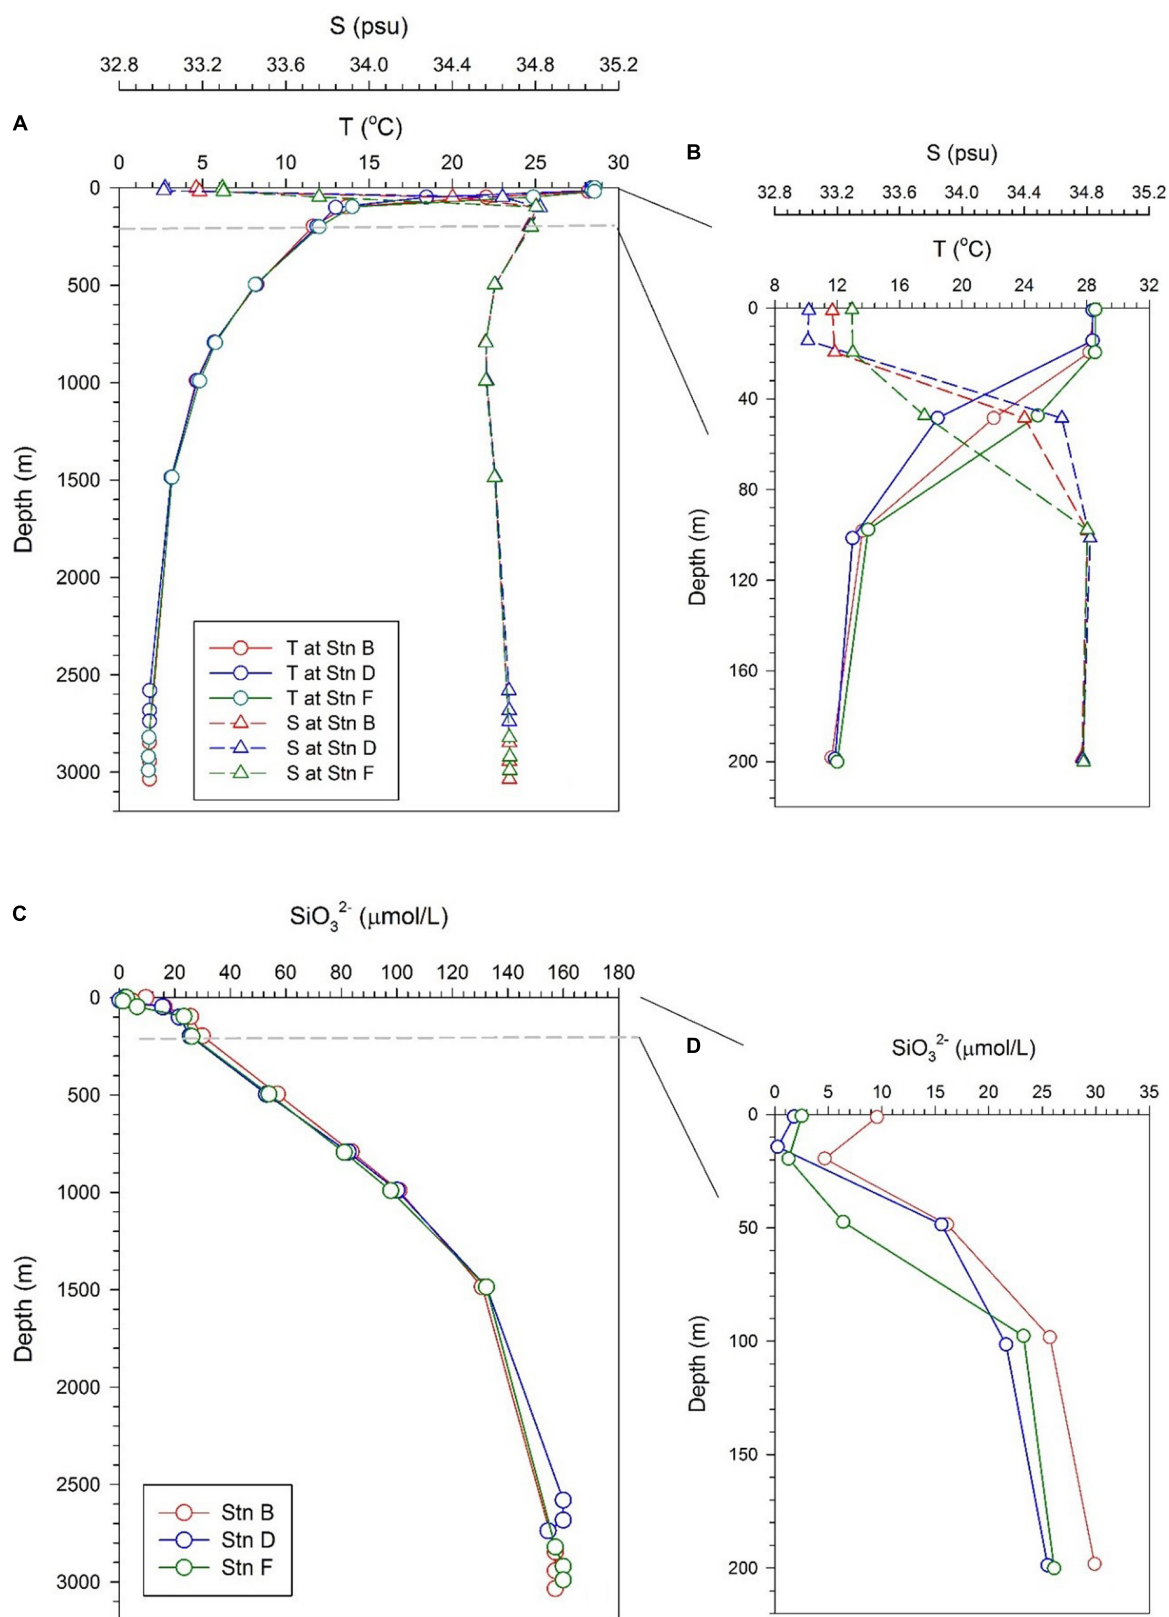 S (psu)
32.8 33.2 33.6 34.0 34.4 34.8 35.2
A
T (°C)
0 5 10 15 20 25 30
0
500
1000
1500
2000
2500
3000
Depth (m)
T at Stn B
T at Stn D
T at Stn F
S at Stn B
S at Stn D
S at Stn F
B
S (psu)
32.8 33.2 33.6 34.0 34.4 34.8 35.2
T (°C)
8 12 16 20 24 28 32
0
40
80
120
160
200
Depth (m)
C
SiO₃²⁻ (μmol/L)
0 20 40 60 80 100 120 140 160 180
0
500
1000
1500
2000
2500
3000
Depth (m)
Stn B
Stn D
Stn F
D
SiO₃²⁻ (μmol/L)
0 5 10 15 20 25 30 35
0
50
100
150
200
Depth (m)